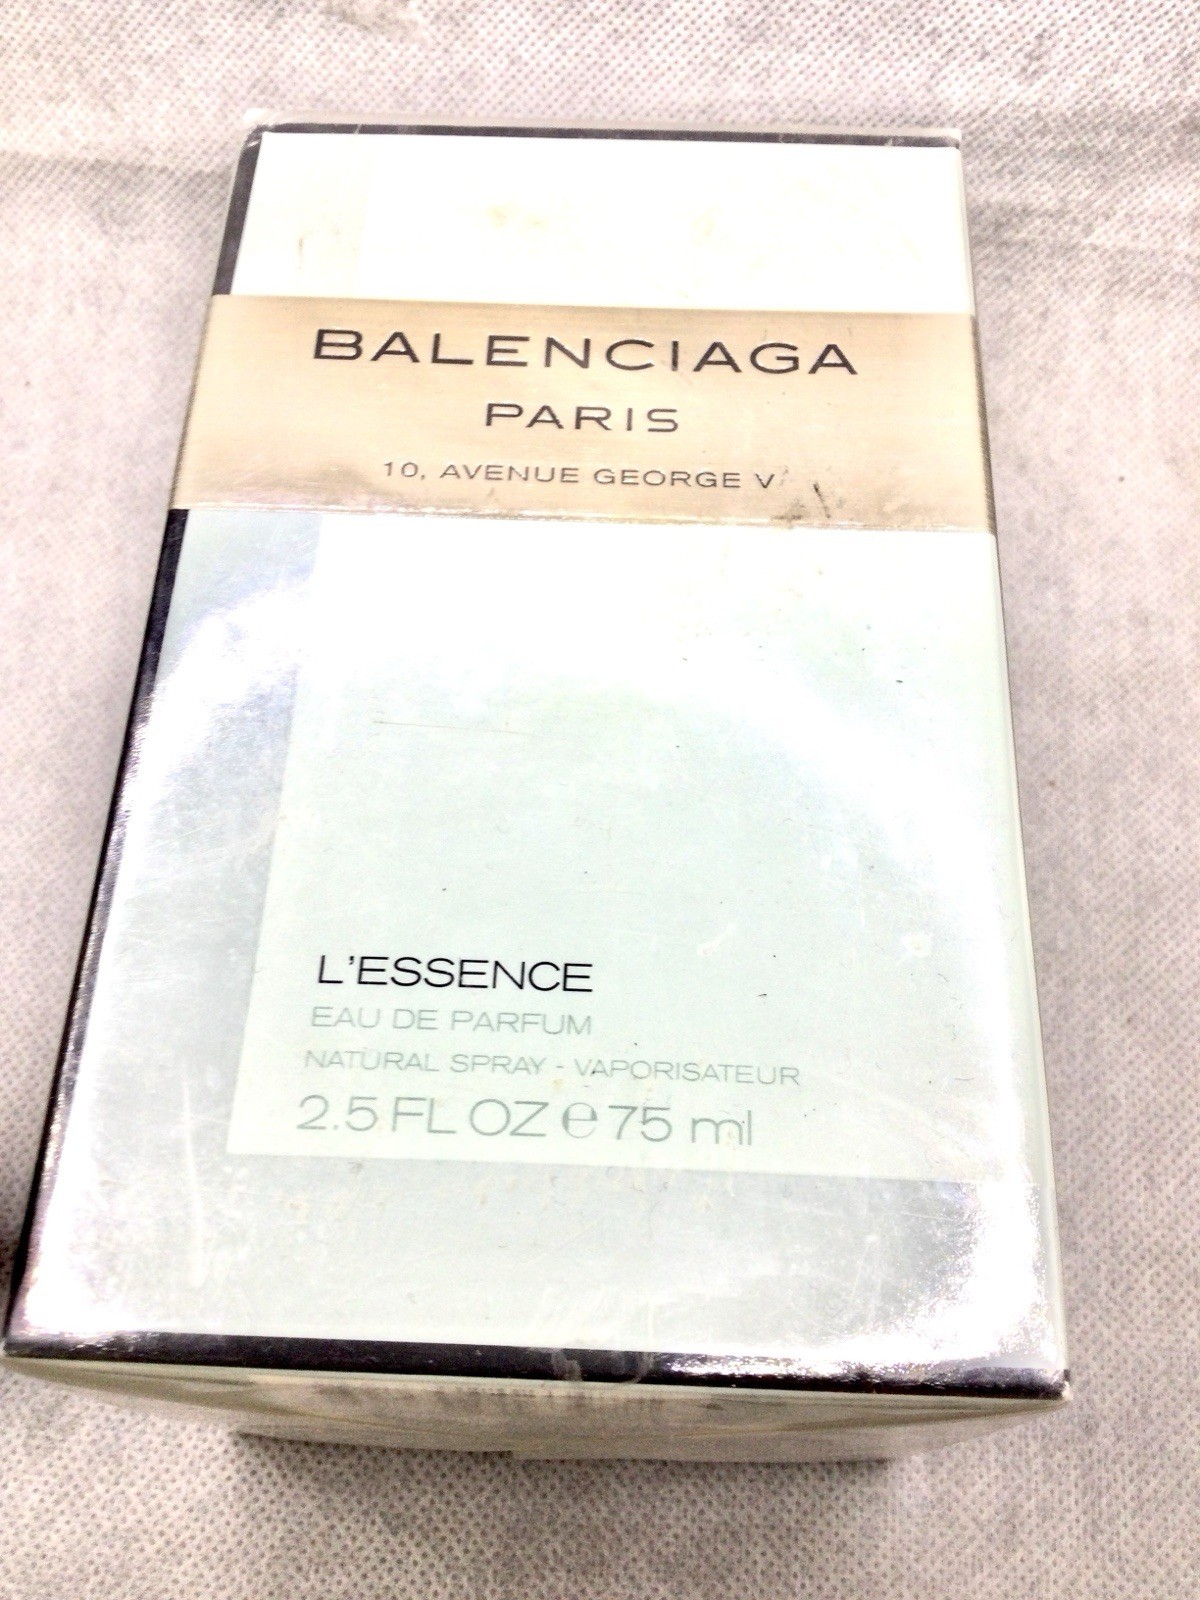 BALENCIAGA
PARIS
10, AVENUE GEORGE V
L'ESSENCE
EAU DE PARFUM
NATURAL SPRAY - VAPORISATEUR
2.5 FL OZ ℮ 75 ml